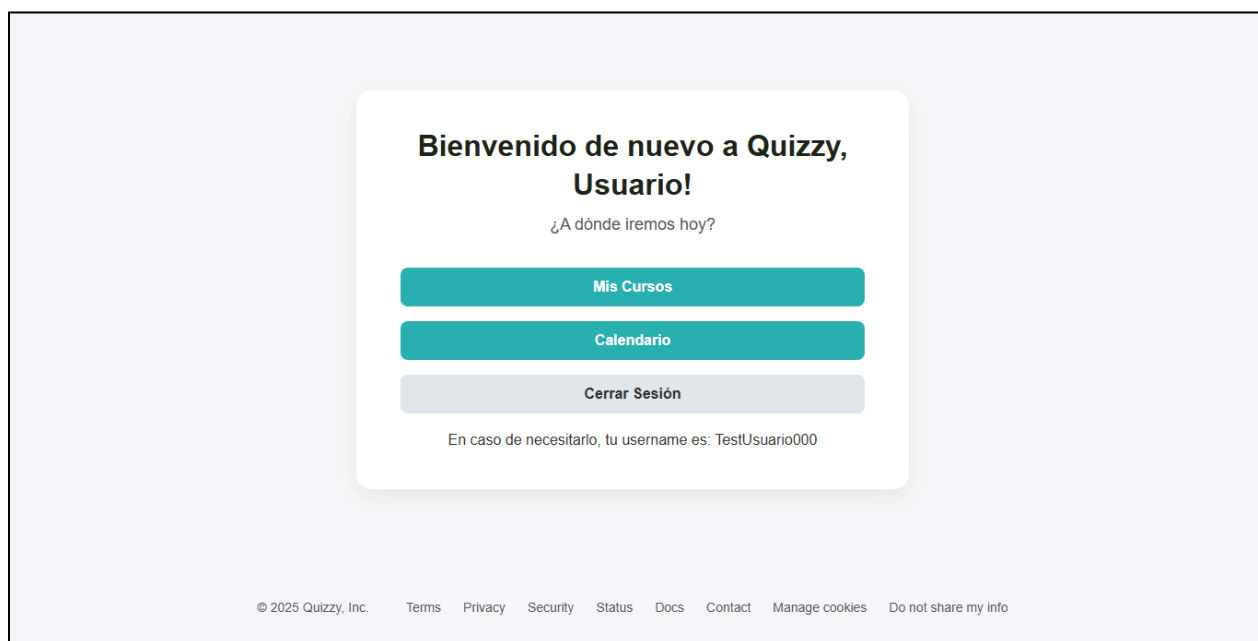 Bienvenido de nuevo a Quizzy,
Usuario!
¿A dónde iremos hoy?
Mis Cursos
Calendario
Cerrar Sesión
En caso de necesitarlo, tu username es: TestUsuario000
© 2025 Quizzy, Inc. Terms Privacy Security Status Docs Contact Manage cookies Do not share my info